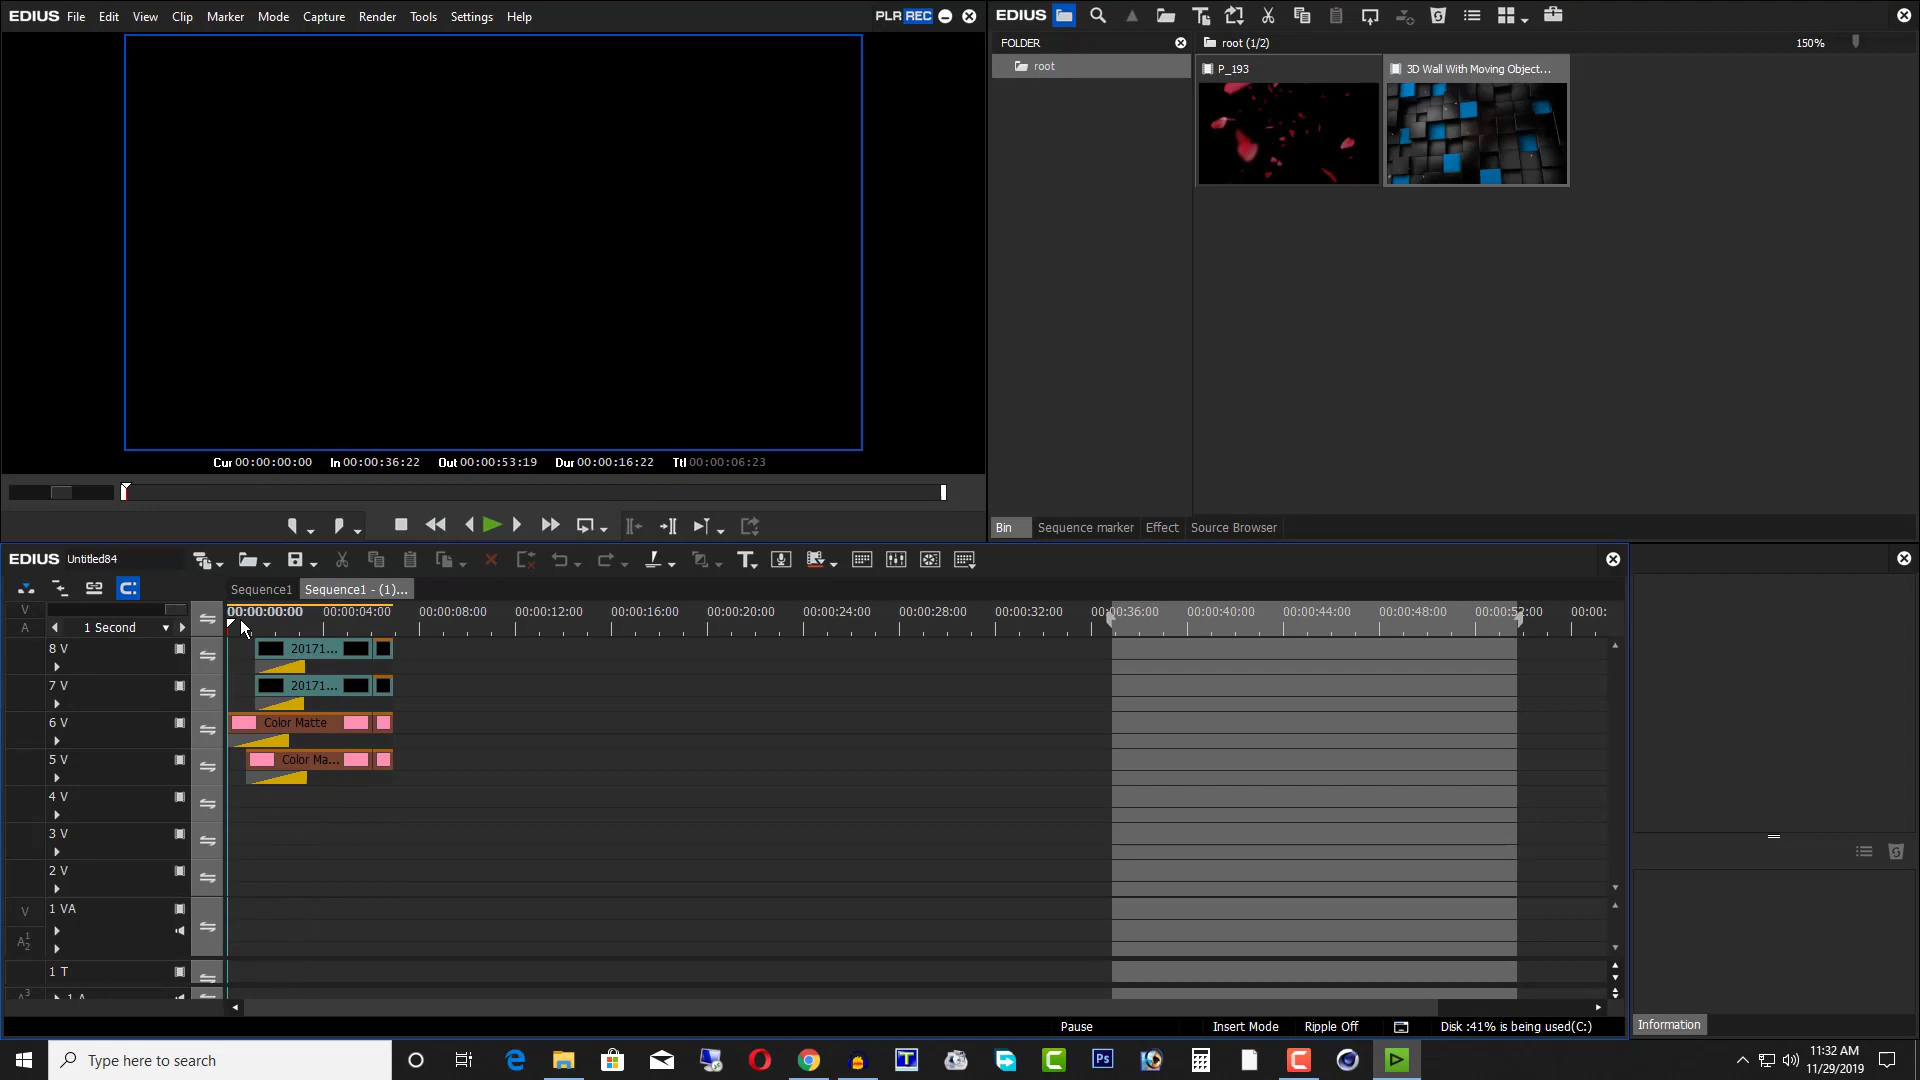 EDIUS File Edit View Clip Marker Mode Capture Render Tools Settings Help PLR REC
EDIUS
FOLDER
root (1/2)
150%
root
P_193
3D Wall With Moving Object...
Cur 00:00:00:00 In 00:00:36:22 Out 00:00:53:19 Dur 00:00:16:22 Ttl 00:00:06:23
Bin Sequence marker Effect Source Browser
EDIUS Untitled84
Sequence1 Sequence1 - (1)...
V
00:00:00:00 00:00:04:00 00:00:08:00 00:00:12:00 00:00:16:00 00:00:20:00 00:00:24:00 00:00:28:00 00:00:32:00 00:00:36:00 00:00:40:00 00:00:44:00 00:00:48:00 00:00:52:00 00:00:
A 1 Second
8 V 20171...
7 V 20171...
6 V Color Matte
5 V Color Ma...
4 V
3 V
2 V
V 1 VA
A 1 2
1 T
A 3 1 A
Pause Insert Mode Ripple Off Disk :41% is being used(C:)
Information
Type here to search
11:32 AM
11/29/2019